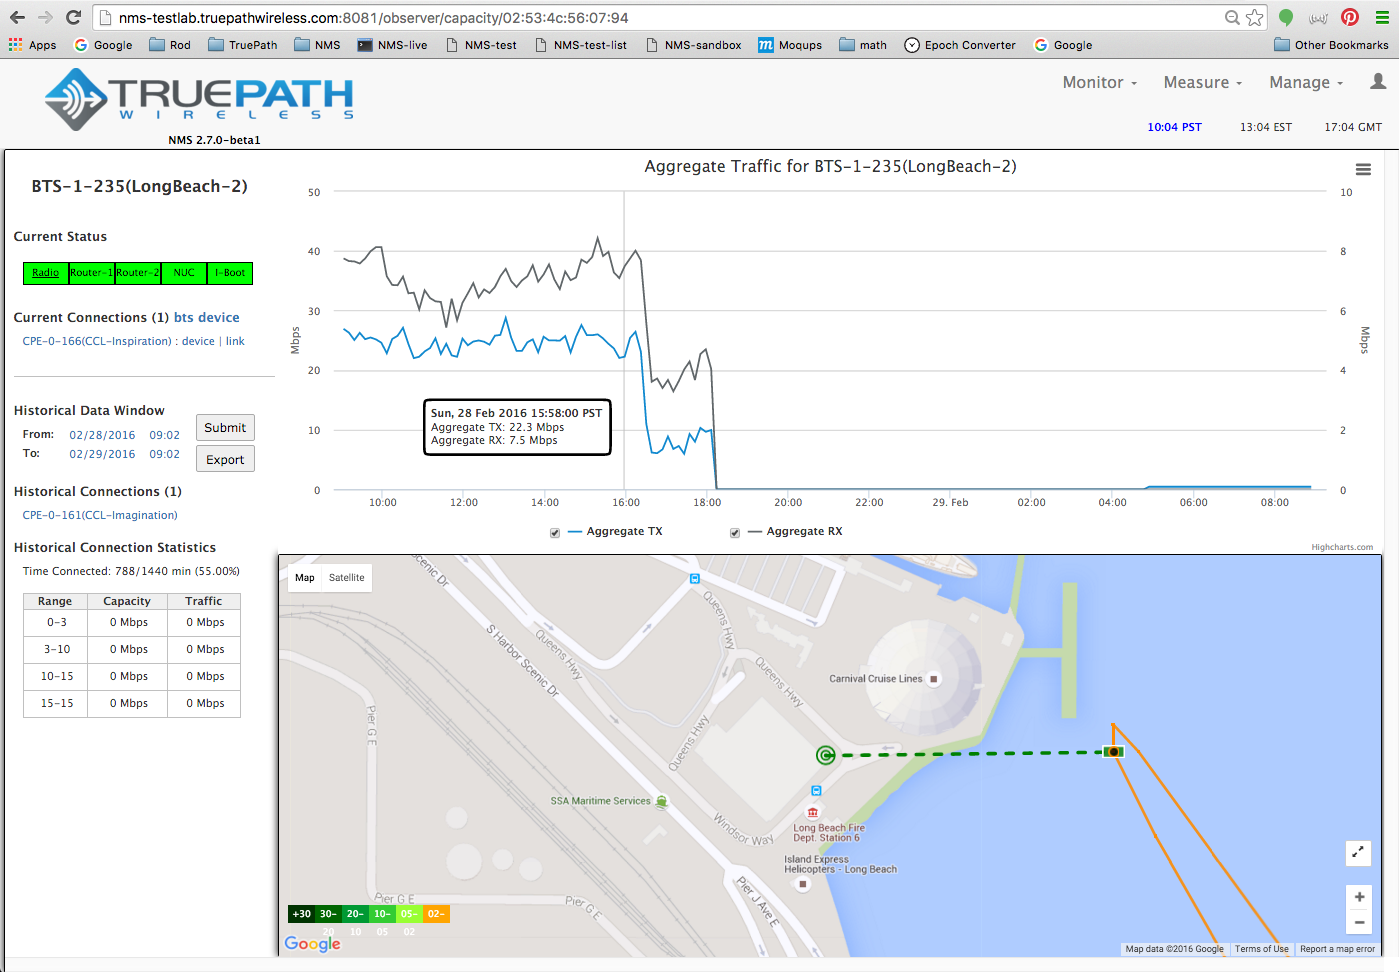 nms-testlab.truepathwireless.com:8081/observer/capacity/02:53:4c:56:07:94
Apps Google Rod TruePath NMS NMS-live NMS-test NMS-test-list NMS-sandbox Moqups math Epoch Converter Google Other Bookmarks
TRUEPATH
WIRELESS
NMS 2.7.0-beta1
Monitor Measure Manage
10:04 PST 13:04 EST 17:04 GMT
BTS-1-235(LongBeach-2)
Current Status
Radio Router-1 Router-2 NUC I-Boot
Current Connections (1) bts device
CPE-0-166(CCL-Inspiration) : device | link
Historical Data Window
From: 02/28/2016 09:02
To: 02/29/2016 09:02
Submit
Export
Historical Connections (1)
CPE-0-161(CCL-Imagination)
Historical Connection Statistics
Time Connected: 788/1440 min (55.00%)
Range Capacity Traffic
0-3 0 Mbps 0 Mbps
3-10 0 Mbps 0 Mbps
10-15 0 Mbps 0 Mbps
15-15 0 Mbps 0 Mbps
Aggregate Traffic for BTS-1-235(LongBeach-2)
50 10
40 8
30 6
Mbps Mbps
20 4
10 2
0 0
Sun, 28 Feb 2016 15:58:00 PST
Aggregate TX: 22.3 Mbps
Aggregate RX: 7.5 Mbps
10:00 12:00 14:00 16:00 18:00 20:00 22:00 29. Feb 02:00 04:00 06:00 08:00
Aggregate TX Aggregate RX
Highcharts.com
Map Satellite
cenic Dr
S Harbor Scenic Dr
Queens Hwy
Queens Hwy
Queens Hwy
Queens Hwy
Carnival Cruise Lines
Pier G E
SSA Maritime Services
Windsor Way
Long Beach Fire
Dept. Station 6
Island Express
Helicopters - Long Beach
Pier J Ave E
Pier G E
Pier G E
+30 30- 20- 10- 05- 02-
20 10 05 02
Google
+
−
Map data ©2016 Google Terms of Use Report a map error